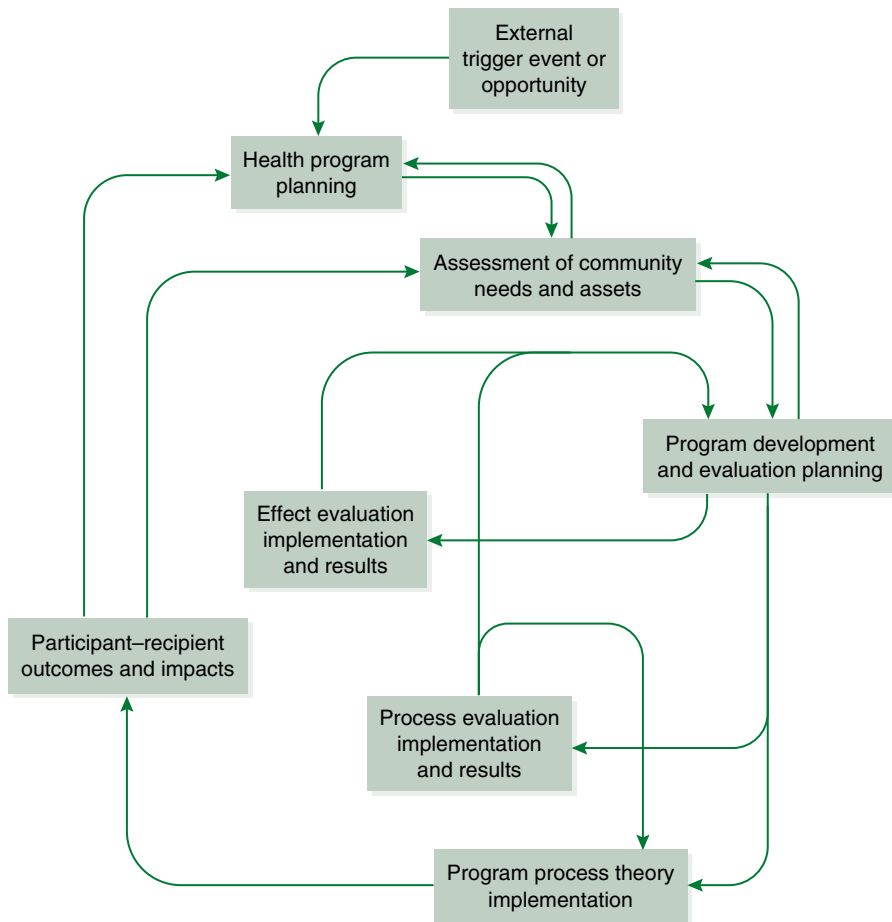 External
trigger event or
opportunity
Health program
planning
Assessment of community
needs and assets
Program development
and evaluation planning
Effect evaluation
implementation
and results
Participant–recipient
outcomes and impacts
Process evaluation
implementation
and results
Program process theory
implementation